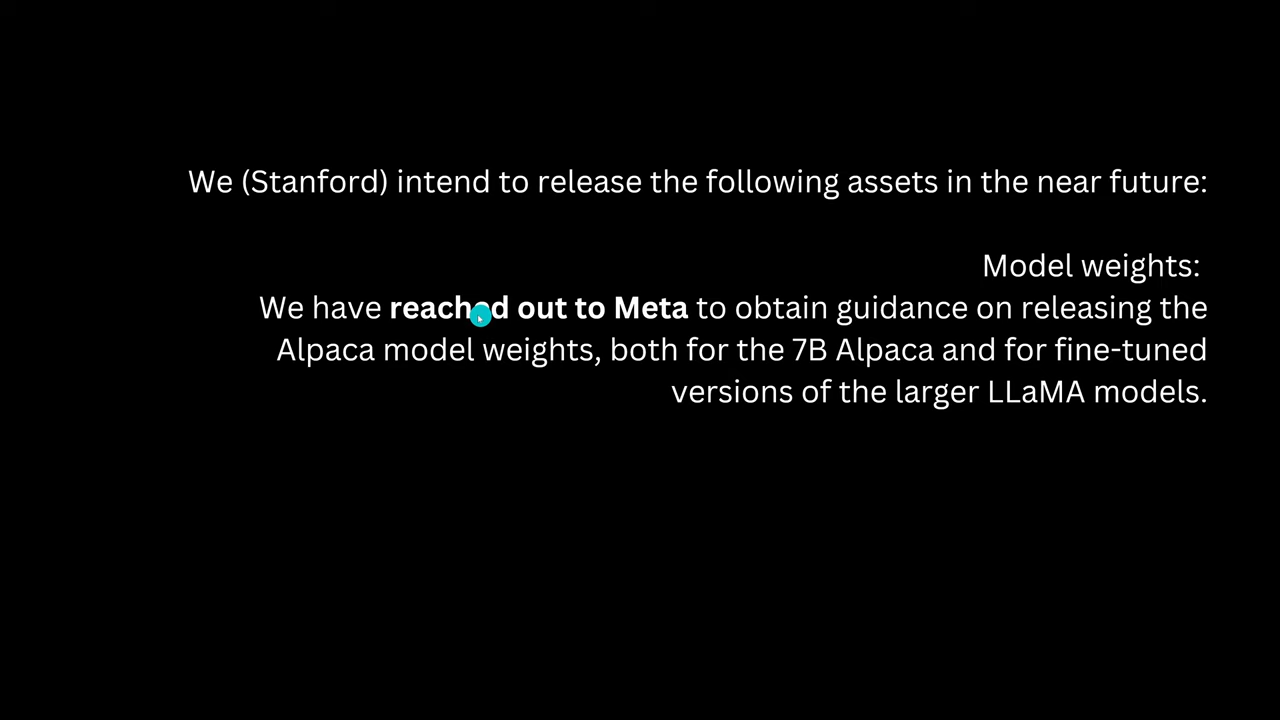 We (Stanford) intend to release the following assets in the near future:
Model weights:
We have reached out to Meta to obtain guidance on releasing the
Alpaca model weights, both for the 7B Alpaca and for fine-tuned
versions of the larger LLaMA models.